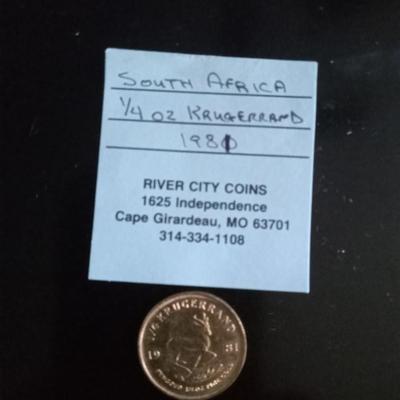 SOUTH AFRICA
1/4 OZ KRUGERRAND
1981
RIVER CITY COINS
1625 Independence
Cape Girardeau, MO 63701
314-334-1108
KRUGERRAND
19 81